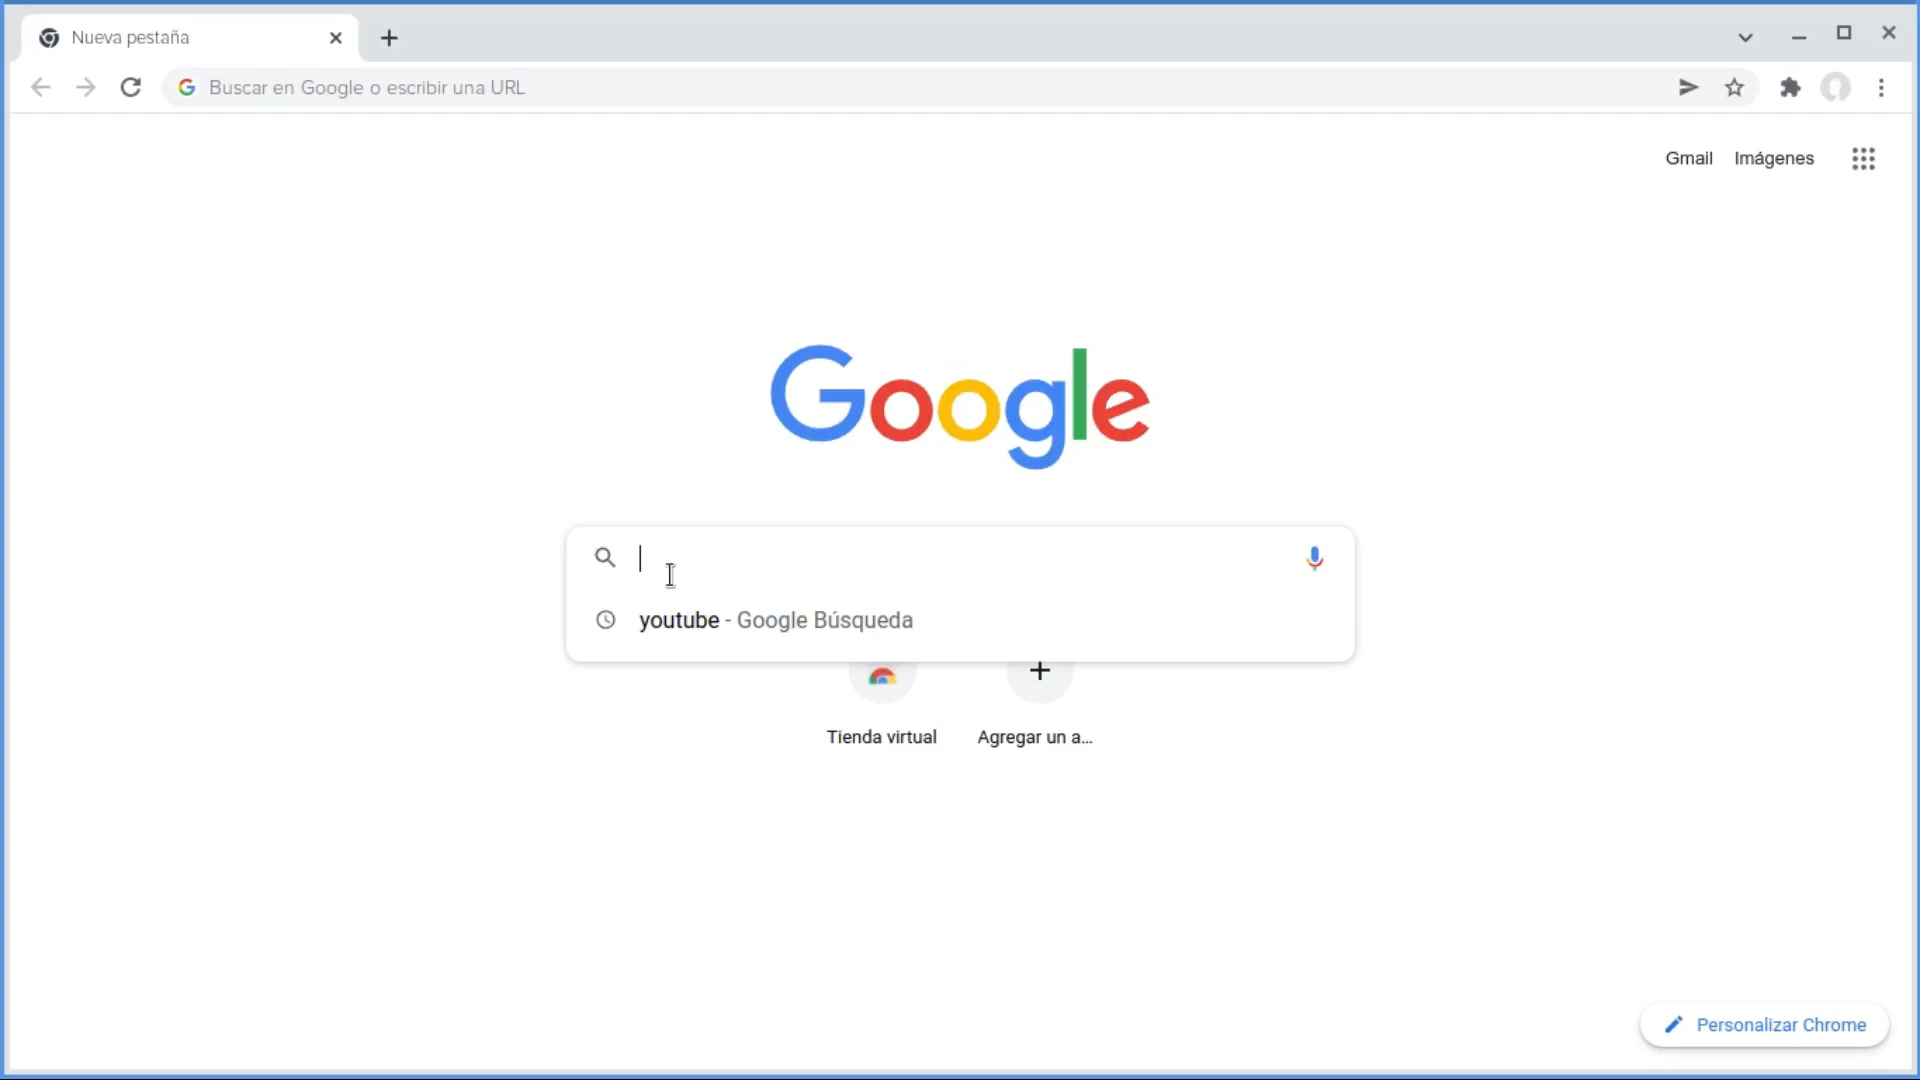 Nueva pestaña
Buscar en Google o escribir una URL
Gmail Imágenes
Google
youtube - Google Búsqueda
Tienda virtual Agregar un a...
Personalizar Chrome